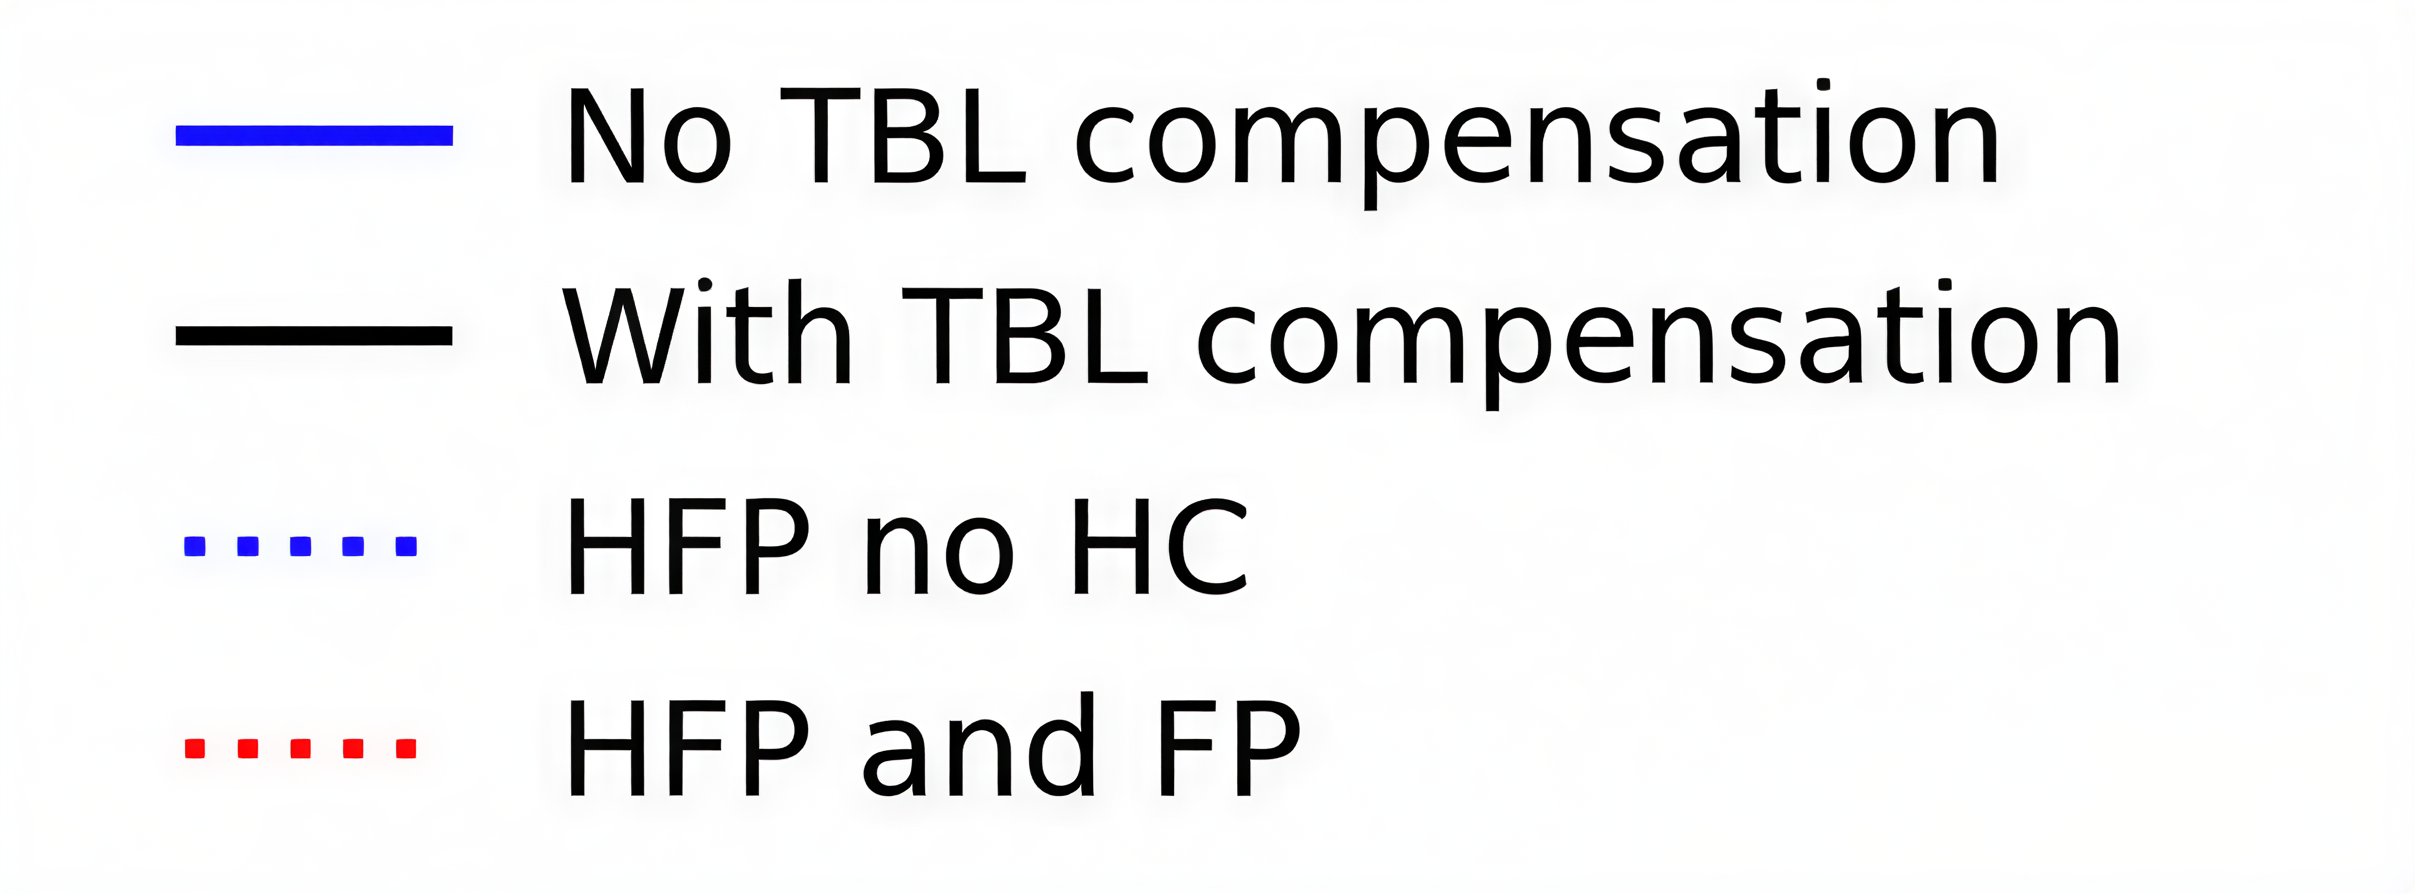 No TBL compensation
With TBL compensation
HFP no HC
HFP and FP